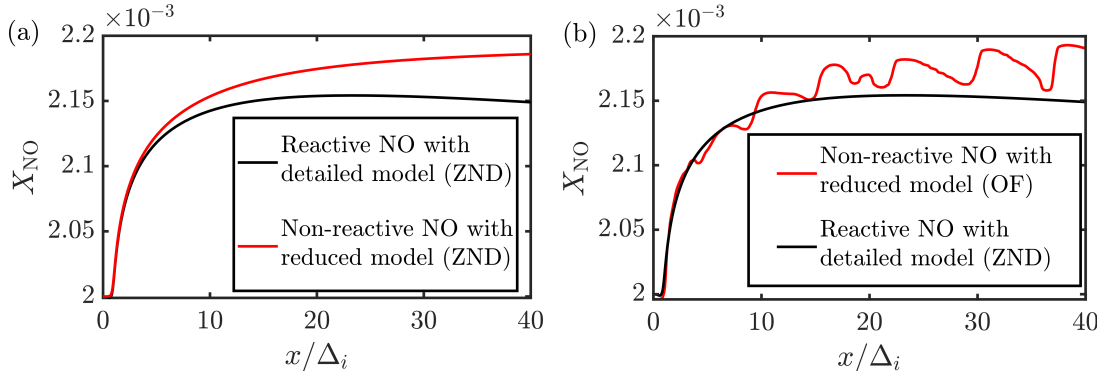 (a)
×10⁻³
2.2
2.15
2.1
2.05
2
X_NO
Reactive NO with
detailed model (ZND)
Non-reactive NO with
reduced model (ZND)
0
10
20
30
40
x/Δᵢ
(b)
×10⁻³
2.2
2.15
2.1
2.05
2
X_NO
Non-reactive NO with
reduced model (OF)
Reactive NO with
detailed model (ZND)
0
10
20
30
40
x/Δᵢ